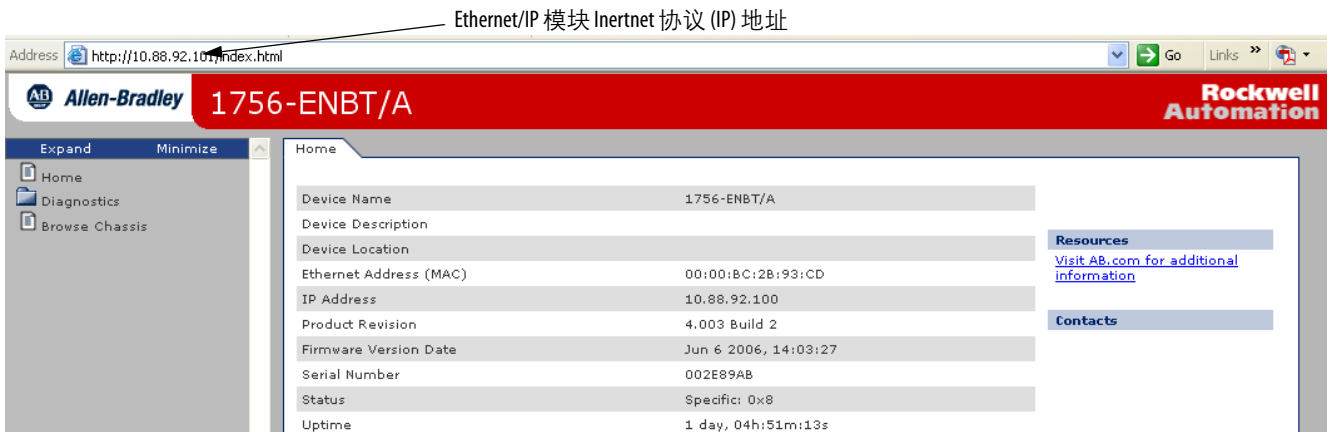 Ethernet/IP 模块 Inertnet 协议 (IP) 地址
Address http://10.88.92.101/index.html Go Links »
AB Allen-Bradley 1756-ENBT/A Rockwell Automation
Expand Minimize Home
Home
Diagnostics
Browse Chassis
Device Name 1756-ENBT/A
Device Description
Device Location
Ethernet Address (MAC) 00:00:BC:2B:93:CD
IP Address 10.88.92.100
Product Revision 4.003 Build 2
Firmware Version Date Jun 6 2006, 14:03:27
Serial Number 002E89AB
Status Specific: 0x8
Uptime 1 day, 04h:51m:13s
Resources
Visit AB.com for additional
information
Contacts